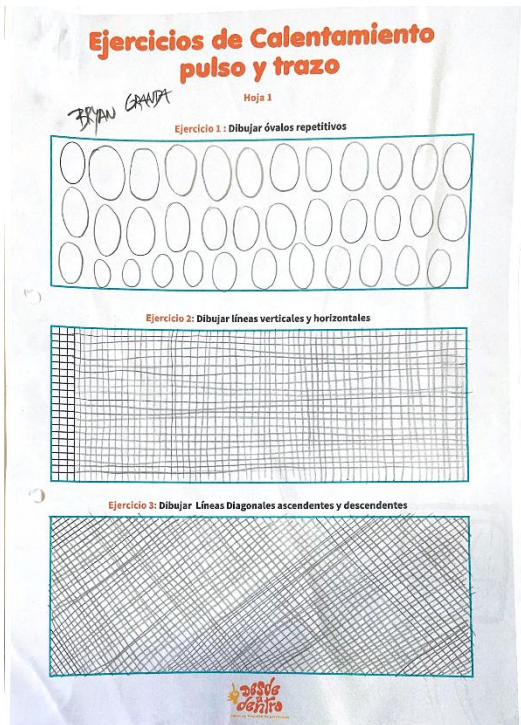 Ejercicios de Calentamiento
pulso y trazo
Hoja 1
BRYAN GRANDA
Ejercicio 1 : Dibujar óvalos repetitivos
Ejercicio 2: Dibujar líneas verticales y horizontales
Ejercicio 3: Dibujar Líneas Diagonales ascendentes y descendentes
Desde
a
dentro